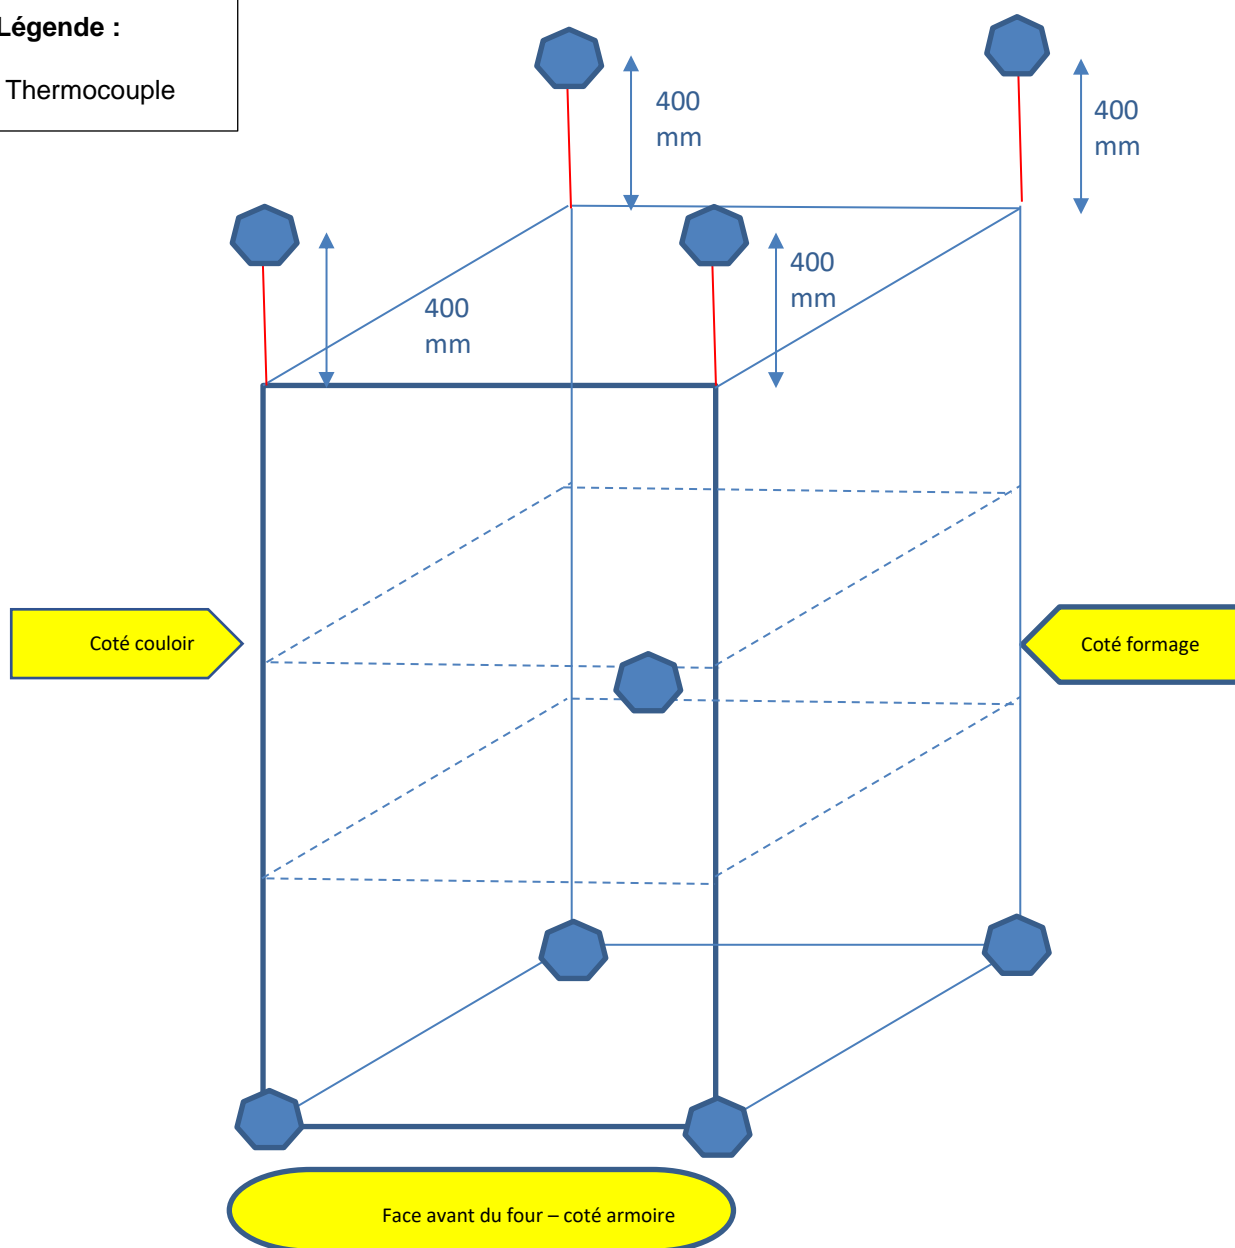 Légende :
Thermocouple
400
mm
400
mm
400
mm
400
mm
Coté couloir
Coté formage
Face avant du four – coté armoire